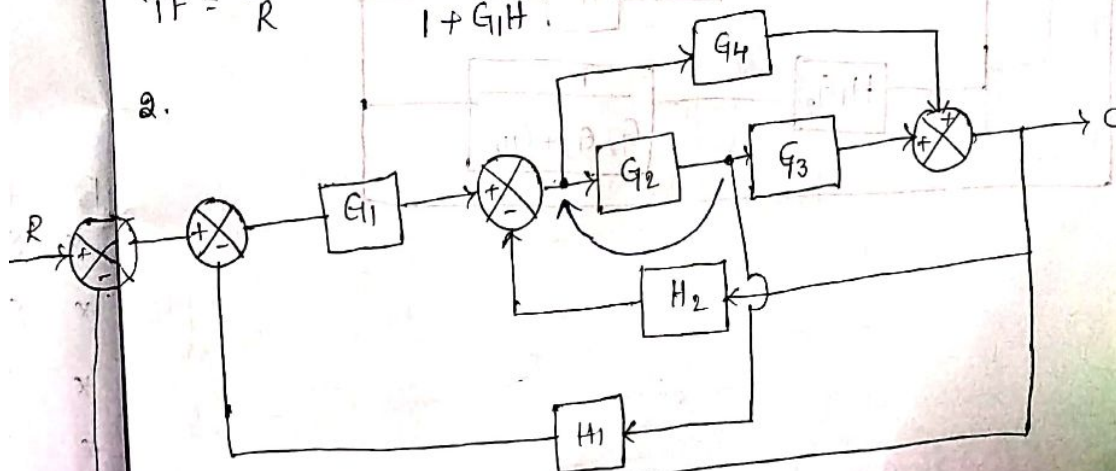 TF = R 1 + G1H .
2.
G4
+
G2
G3
+
C
G1
+
-
R
+
-
+
-
H2
H1